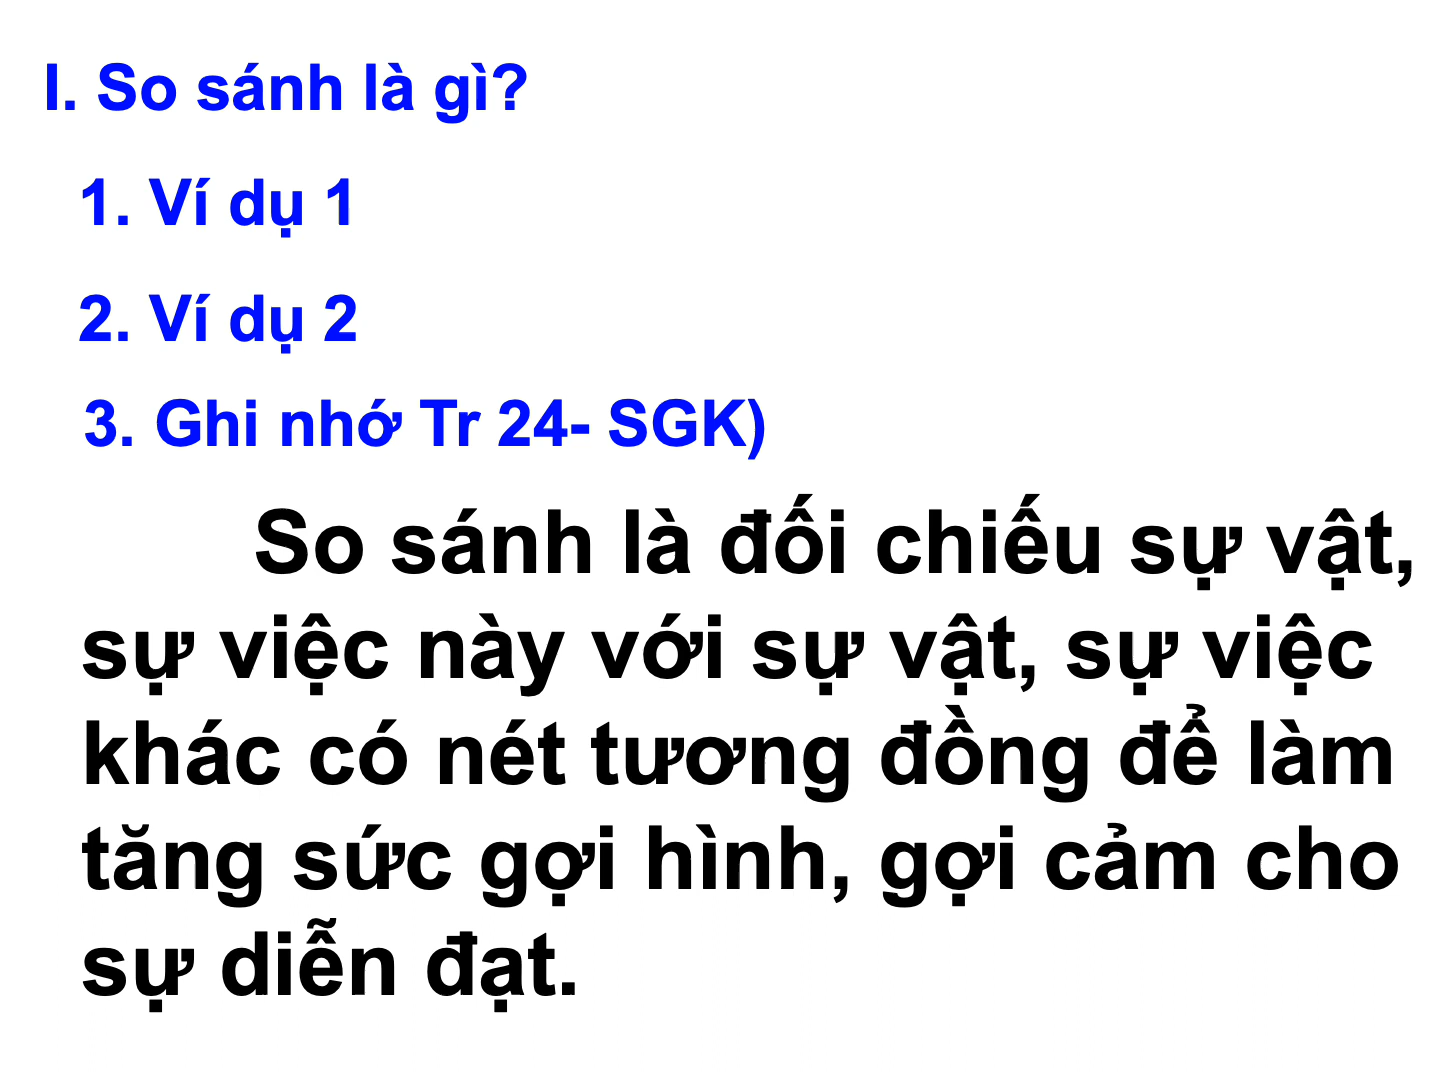 I. So sánh là gì?
1. Ví dụ 1
2. Ví dụ 2
3. Ghi nhớ Tr 24- SGK)
So sánh là đối chiếu sự vật,
sự việc này với sự vật, sự việc
khác có nét tương đồng để làm
tăng sức gợi hình, gợi cảm cho
sự diễn đạt.